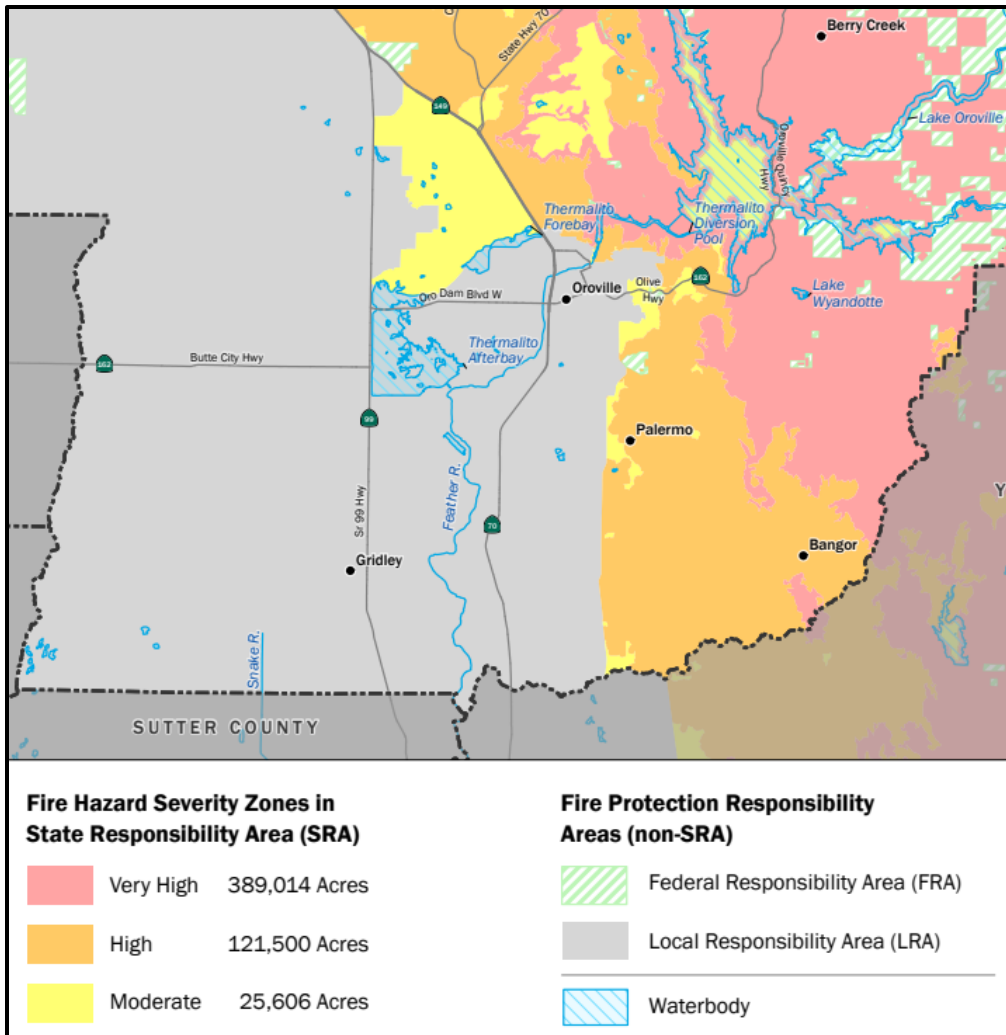 Berry Creek
State Hwy 70
149
Lake Oroville
Oroville Quincy
Hwy
Thermalito
Forebay
Thermalito
Diversion
Pool
162
Oro Dam Blvd W
Oroville
Olive
Hwy
Lake
Wyandotte
Thermalito
Afterbay
Butte City Hwy
162
99
Palermo
Feather R.
Sr 99 Hwy
70
Y
Bangor
Gridley
Snake R.
SUTTER COUNTY
Fire Hazard Severity Zones in
State Responsibility Area (SRA)
Very High 389,014 Acres
High 121,500 Acres
Moderate 25,606 Acres
Fire Protection Responsibility
Areas (non-SRA)
Federal Responsibility Area (FRA)
Local Responsibility Area (LRA)
Waterbody